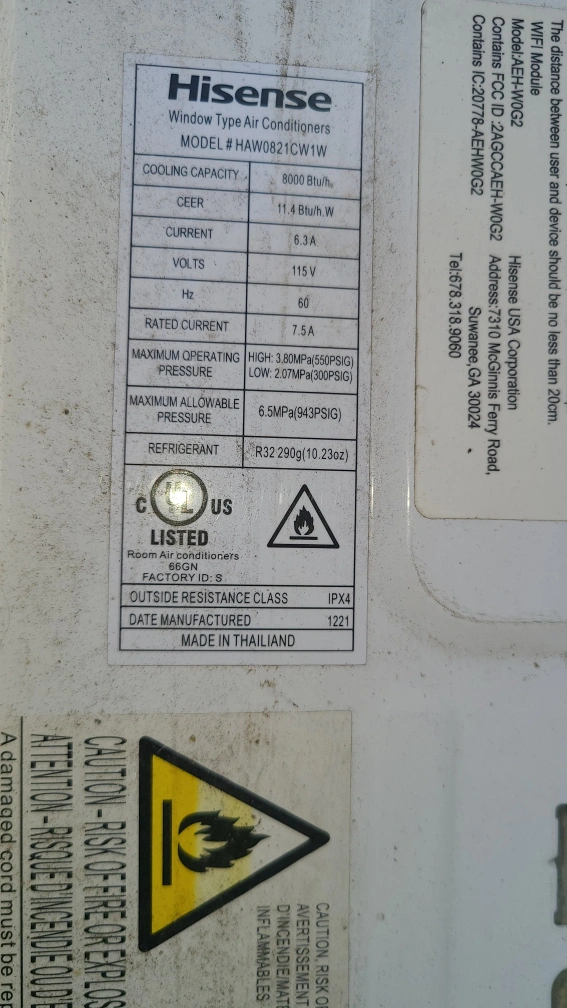 Hisense
Window Type Air Conditioners
MODEL # HAW0821CW1W
COOLING CAPACITY 8000 Btu/h
CEER 11.4 Btu/h.W
CURRENT 6.3 A
VOLTS 115 V
Hz 60
RATED CURRENT 7.5 A
MAXIMUM OPERATING PRESSURE HIGH: 3.80MPa(550PSIG)
LOW: 2.07MPa(300PSIG)
MAXIMUM ALLOWABLE PRESSURE 6.5MPa(943PSIG)
REFRIGERANT R32 290g(10.23oz)
C UL US
LISTED
Room Air conditioners
66GN
FACTORY ID: S
OUTSIDE RESISTANCE CLASS IPX4
DATE MANUFACTURED 1221
MADE IN THAILIAND
The distance between user and device should be no less than 20cm.
WIFI Module
Model:AEH-W0G2
Contains FCC ID :2AGCCAEH-W0G2
Contains IC:20778-AEHW0G2
Hisense USA Corporation
Address:7310 McGinnis Ferry Road,
Suwanee,GA 30024
Tel:678.318.9060
CAUTION, RISK
AVERTISSEMENT
D'INCENDIE
INFLAMMABLES
CAUTION - RISK OF FIRE OR EXPLOS
ATTENTION - RISQUE D'INCENDIE OU D'E
A damaged cord must be rep